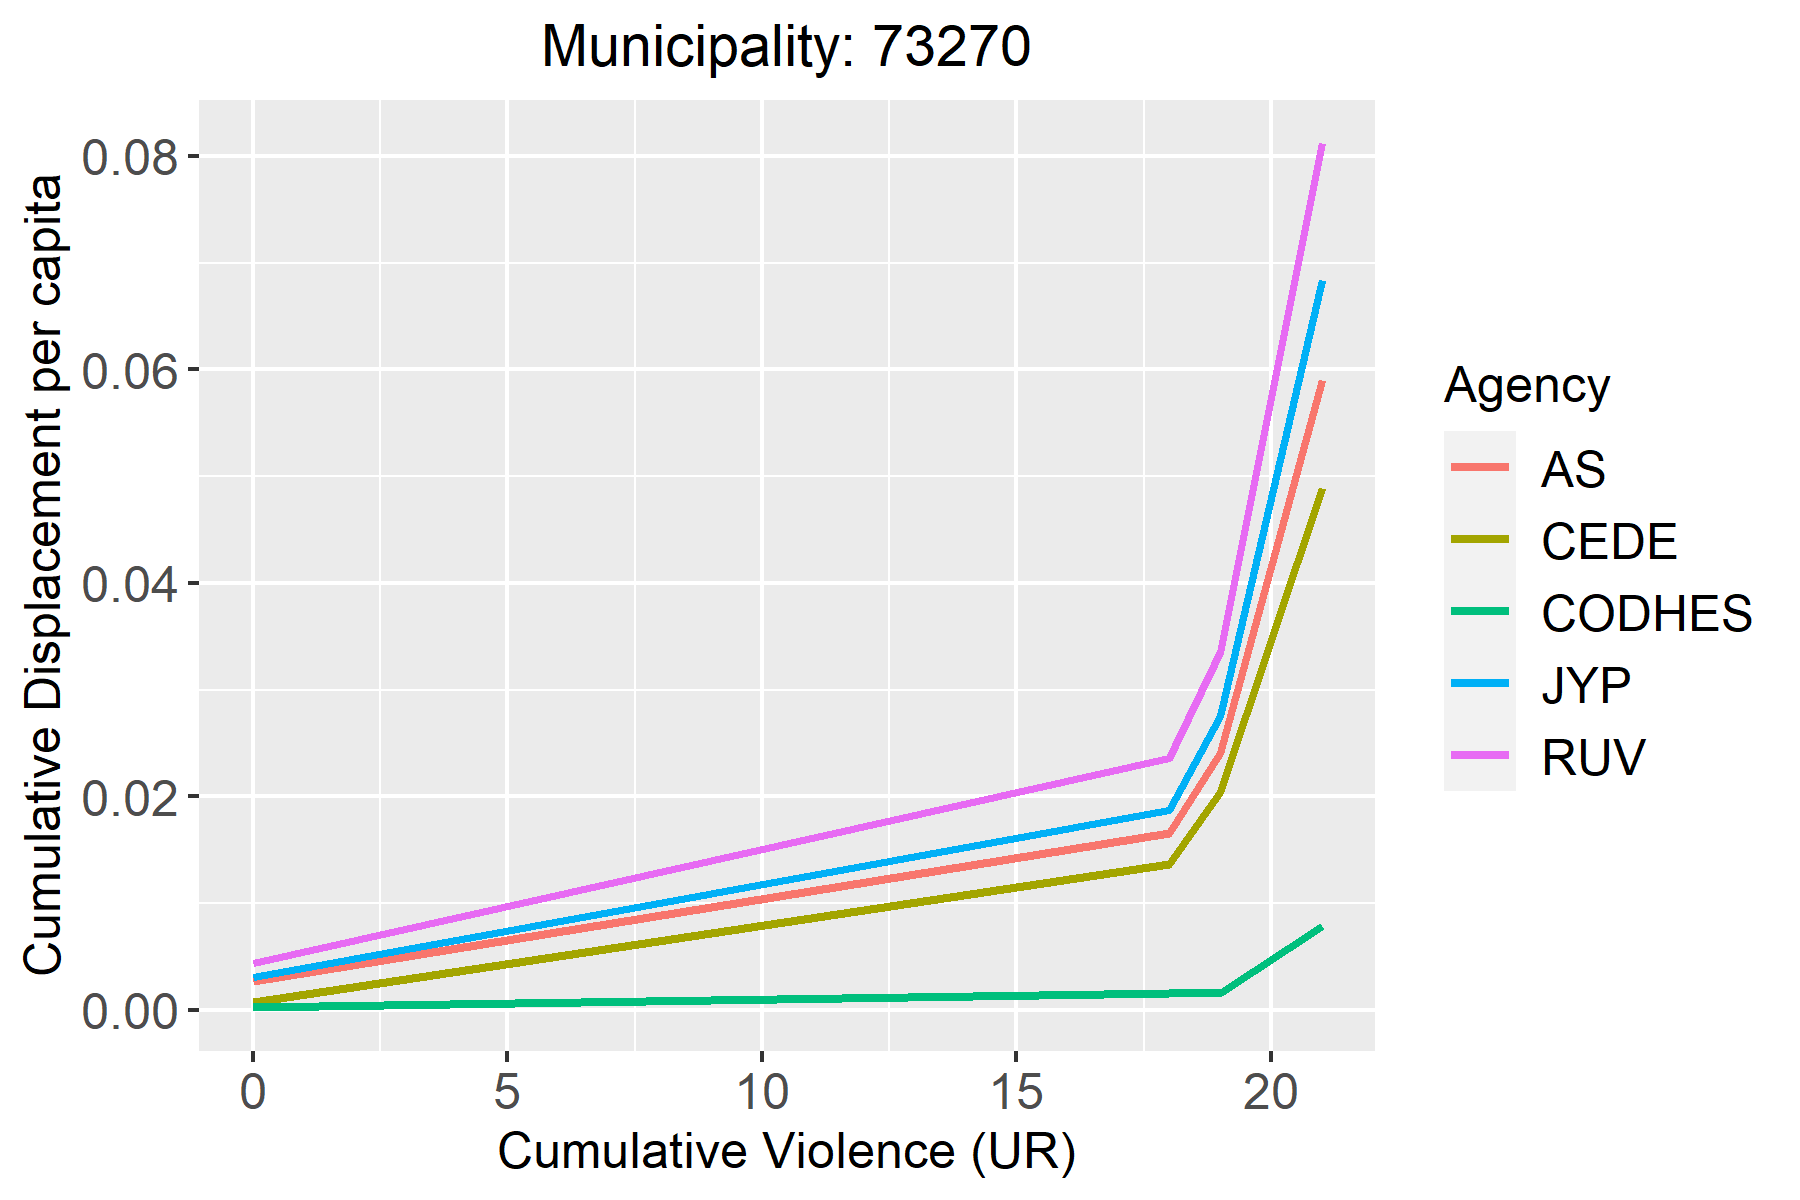 Municipality: 73270
Cumulative Displacement per capita
0.08
0.06
0.04
0.02
0.00
0
5
10
15
20
Cumulative Violence (UR)
Agency
AS
CEDE
CODHES
JYP
RUV